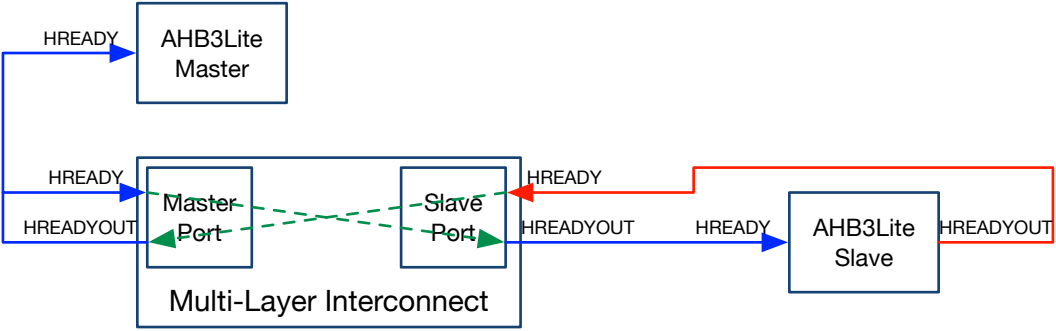 HREADY
AHB3Lite
Master
HREADY
HREADYOUT
Master
Port
Slave
Port
HREADY
HREADYOUT
HREADY
AHB3Lite
Slave
HREADYOUT
Multi-Layer Interconnect